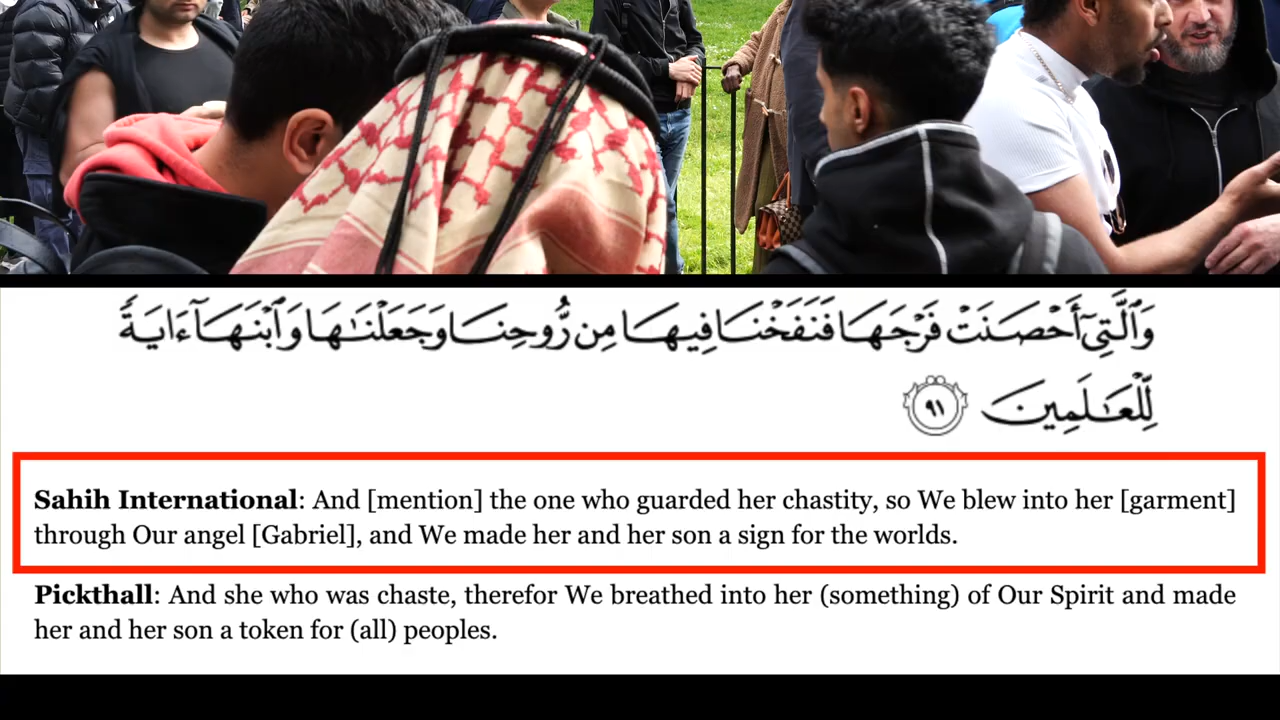 وَٱلَّتِىٓ أَحْصَنَتْ فَرْجَهَا فَنَفَخْنَا فِيهَا مِن رُّوحِنَا وَجَعَلْنَـٰهَا وَٱبْنَهَآ ءَايَةً
لِّلْعَـٰلَمِينَ ٩١
Sahih International: And [mention] the one who guarded her chastity, so We blew into her [garment]
through Our angel [Gabriel], and We made her and her son a sign for the worlds.
Pickthall: And she who was chaste, therefor We breathed into her (something) of Our Spirit and made
her and her son a token for (all) peoples.